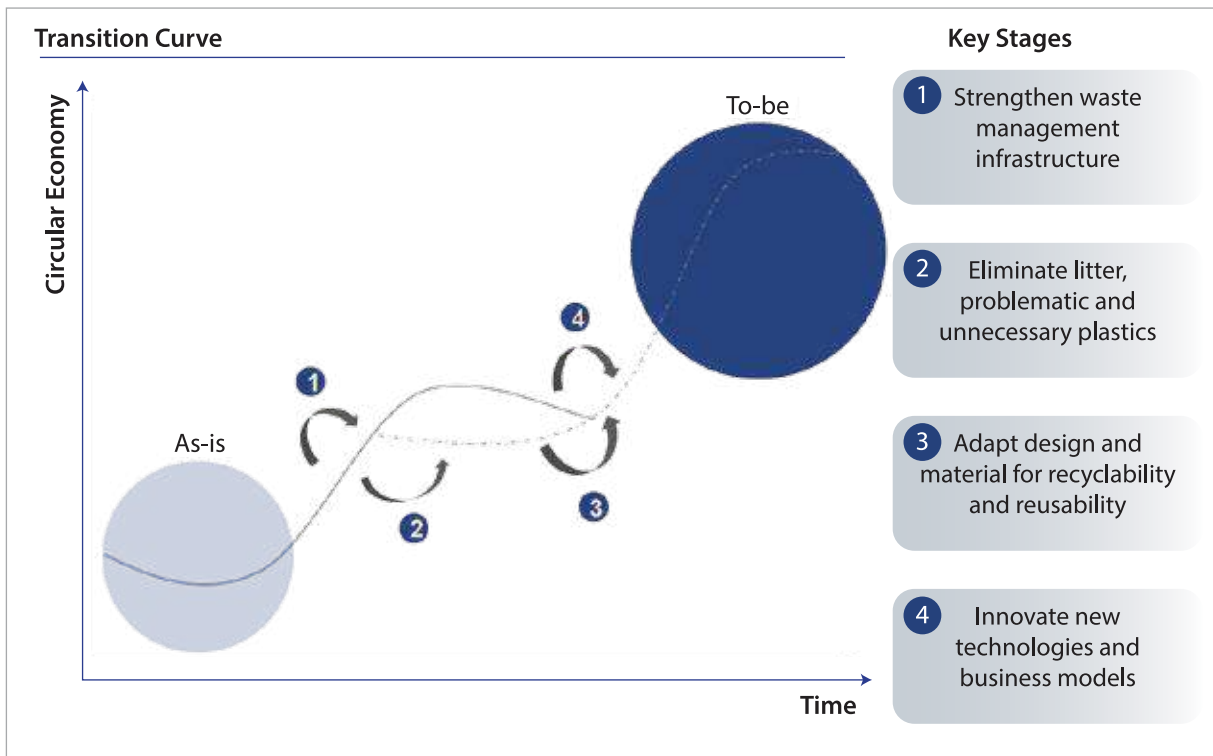 Transition Curve
Key Stages
Circular Economy
To-be
As-is
1
2
3
4
Time
1 Strengthen waste
management
infrastructure
2 Eliminate litter,
problematic and
unnecessary plastics
3 Adapt design and
material for recyclability
and reusability
4 Innovate new
technologies and
business models